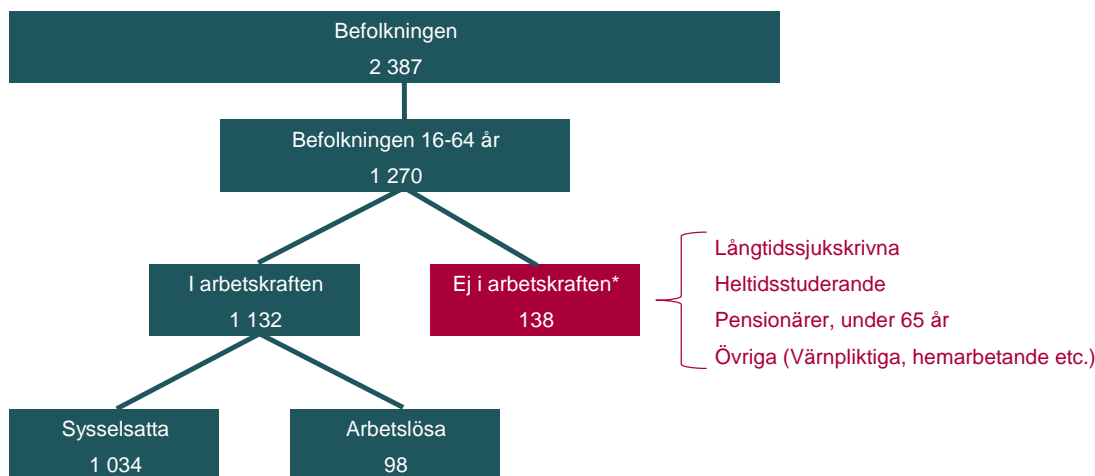 Befolkningen
2 387
Befolkningen 16-64 år
1 270
I arbetskraften
1 132
Ej i arbetskraften*
138
Långtidssjukskrivna
Heltidsstuderande
Pensionärer, under 65 år
Övriga (Värnpliktiga, hemarbetande etc.)
Sysselsatta
1 034
Arbetslösa
98